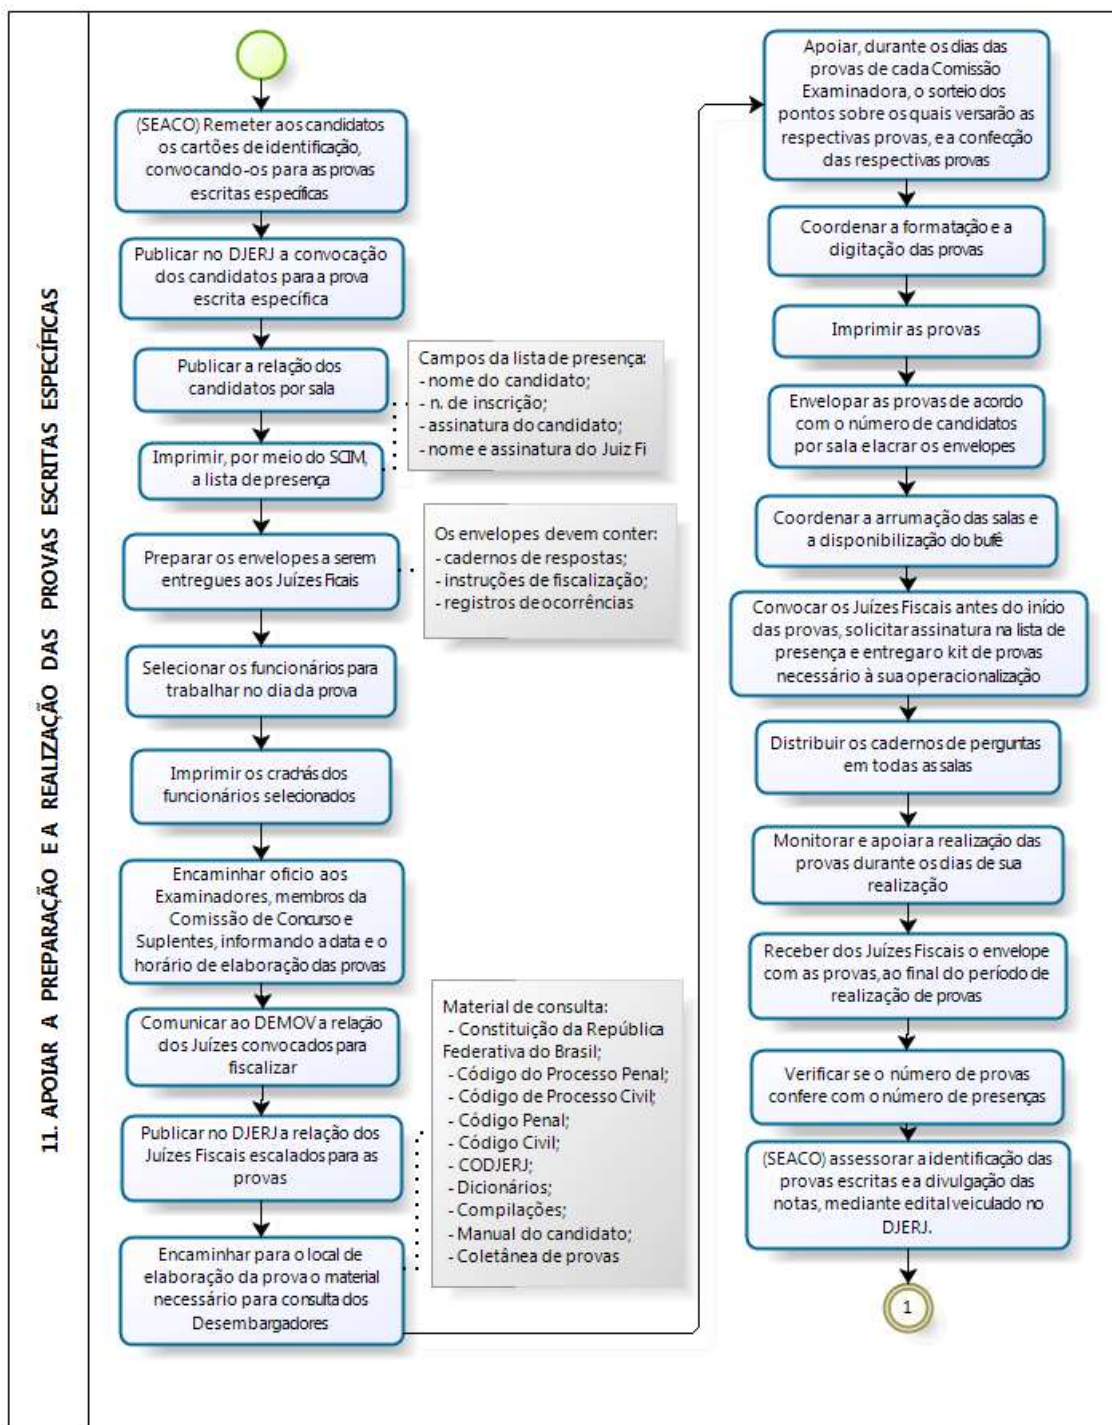 11. APOIAR A PREPARAÇÃO E A REALIZAÇÃO DAS PROVAS ESCRITAS ESPECÍFICAS
(SEACO) Remeter aos candidatos
os cartões de identificação,
convocando-os para as provas
escritas específicas
Publicar no DJERJ a convocação
dos candidatos para a prova
escrita específica
Publicar a relação dos
candidatos por sala
Campos da lista de presença:
- nome do candidato;
- n. de inscrição;
- assinatura do candidato;
- nome e assinatura do Juiz Fi
Imprimir, por meio do SCIM,
a lista de presença
Preparar os envelopes a serem
entregues aos Juízes Ficais
Os envelopes devem conter:
- cadernos de respostas;
- instruções de fiscalização;
- registros de ocorrências
Selecionar os funcionários para
trabalhar no dia da prova
Imprimir os crachás dos
funcionários selecionados
Encaminhar ofício aos
Examinadores, membros da
Comissão de Concurso e
Suplentes, informando a data e o
horário de elaboração das provas
Comunicar ao DEMOV a relação
dos Juízes convocados para
fiscalizar
Publicar no DJERJ a relação dos
Juízes Fiscais escalados para as
provas
Encaminhar para o local de
elaboração da prova o material
necessário para consulta dos
Desembargadores
Material de consulta:
- Constituição da República
Federativa do Brasil;
- Código do Processo Penal;
- Código de Processo Civil;
- Código Penal;
- Código Civil;
- CODJERJ;
- Dicionários;
- Compilações;
- Manual do candidato;
- Coletânea de provas
Apoiar, durante os dias das
provas de cada Comissão
Examinadora, o sorteio dos
pontos sobre os quais versarão as
respectivas provas, e a confecção
das respectivas provas
Coordenar a formatação e a
digitação das provas
Imprimir as provas
Envelopar as provas de acordo
com o número de candidatos
por sala e lacrar os envelopes
Coordenar a arrumação das salas e
a disponibilização do bufê
Convocar os Juízes Fiscais antes do início
das provas, solicitar assinatura na lista de
presença e entregar o kit de provas
necessário à sua operacionalização
Distribuir os cadernos de perguntas
em todas as salas
Monitorar e apoiar a realização das
provas durante os dias de sua
realização
Receber dos Juízes Fiscais o envelope
com as provas, ao final do período de
realização de provas
Verificar se o número de provas
confere com o número de presenças
(SEACO) assessorar a identificação das
provas escritas e a divulgação das
notas, mediante edital veiculado no
DJERJ.
1